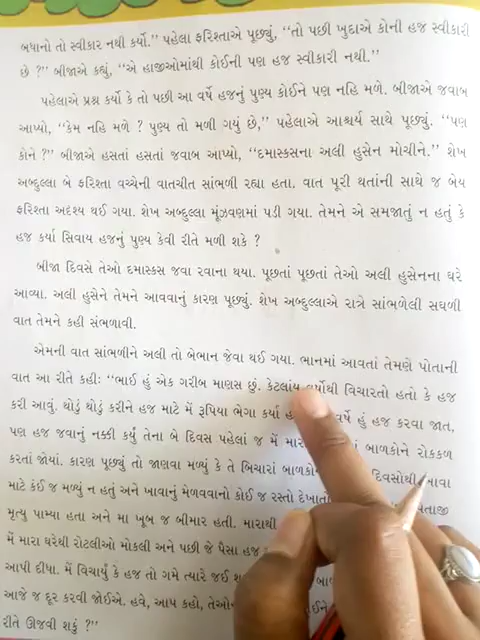 બધાનો તો સ્વીકાર નથી કર્યો.” પહેલા ફરિશ્તાએ પૂછ્યું, “તો પછી ખુદાએ કોની હજ સ્વીકારી
છે ?” બીજાએ કહ્યું, “એ હાજીઓમાંથી કોઈની પણ હજ સ્વીકારી નથી.”
પહેલાએ પ્રશ્ન કર્યો કે તો પછી આ વર્ષે હજનું પુણ્ય કોઈને પણ નહિ મળે. બીજાએ જવાબ
આપ્યો, “કેમ નહિ મળે ? પુણ્ય તો મળી ગયું છે,” પહેલાએ આશ્ચર્ય સાથે પૂછ્યું. “પણ
કોને ?” બીજાએ હસતાં હસતાં જવાબ આપ્યો, “દમાસ્કસના અલી હુસેન મોચીને.” શેખ
અબ્દુલ્લા બે ફરિશ્તા વચ્ચેની વાતચીત સાંભળી રહ્યા હતા. વાત પૂરી થતાંની સાથે જ બેય
ફરિશ્તા અદૃશ્ય થઈ ગયા. શેખ અબ્દુલ્લા મૂંઝવણમાં પડી ગયા. તેમને એ સમજાતું ન હતું કે
હજ કર્યા સિવાય હજનું પુણ્ય કેવી રીતે મળી શકે ?
બીજા દિવસે તેઓ દમાસ્કસ જવા રવાના થયા. પૂછતાં પૂછતાં તેઓ અલી હુસેનના ઘરે
આવ્યા. અલી હુસેને તેમને આવવાનું કારણ પૂછ્યું. શેખ અબ્દુલ્લાએ રાત્રે સાંભળેલી સઘળી
વાત તેમને કહી સંભળાવી.
એમની વાત સાંભળીને અલી તો બેભાન જેવા થઈ ગયા. ભાનમાં આવતાં તેમણે પોતાની
વાત આ રીતે કહી: “ભાઈ હું એક ગરીબ માણસ છું. કેટલાંય વર્ષોથી વિચારતો હતો કે હજ
કરી આવું. થોડું થોડું કરીને હજ માટે મેં રૂપિયા ભેગા કર્યા વર્ષે હું હજ કરવા જાત,
પણ હજ જવાનું નક્કી કર્યું તેના બે દિવસ પહેલાં જ મેં બાળકોને રોકકળ
કરતાં જોયાં. કારણ પૂછ્યું તો જાણવા મળ્યું કે તે બિચારાં દિવસોથી
માટે કંઈ જ મળ્યું ન હતું અને ખાવાનું મેળવવાનો કોઈ જ રસ્તો
મૃત્યુ પામ્યા હતા અને મા ખૂબ જ બીમાર હતી. મારાથી
મેં મારા ઘરેથી રોટલીઓ મોકલી અને પછી જે પૈસા હજ
આપી દીધા. મેં વિચાર્યું કે હજ તો ગમે ત્યારે જઈ
આજે જ દૂર કરવી જોઈએ. હવે, આપ કહો,
રીતે ઊજવી શકું ?”